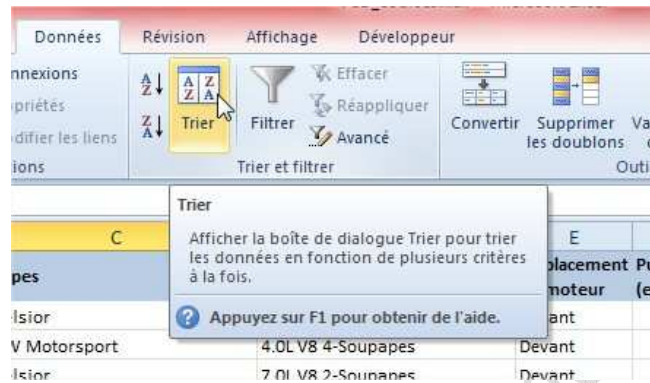 Données Révision Affichage Développeur
nnexions
priétés
difier les liens
Trier
Filtrer
Effacer
Réappliquer
Avancé
Convertir
Supprimer
les doublons
ions
Trier et filtrer
Outi
Trier
Afficher la boîte de dialogue Trier pour trier
les données en fonction de plusieurs critères
à la fois.
Appuyez sur F1 pour obtenir de l'aide.
C E
pes
placement
moteur
lsior
ant
V Motorsport 4.0L V8 4-Soupapes Devant
lsior 7.0L V8 2-Soupapes Devant